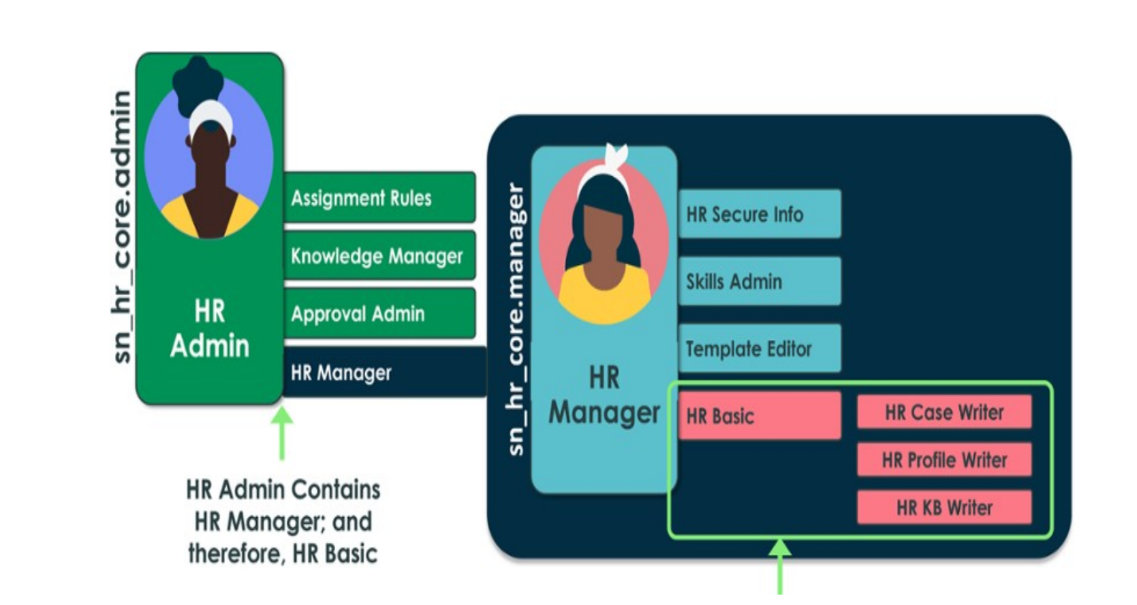 sn_hr_core.admin
HR
Admin
Assignment Rules
Knowledge Manager
Approval Admin
HR Manager
HR Admin Contains
HR Manager; and
therefore, HR Basic
sn_hr_core.manager
HR
Manager
HR Secure Info
Skills Admin
Template Editor
HR Basic
HR Case Writer
HR Profile Writer
HR KB Writer